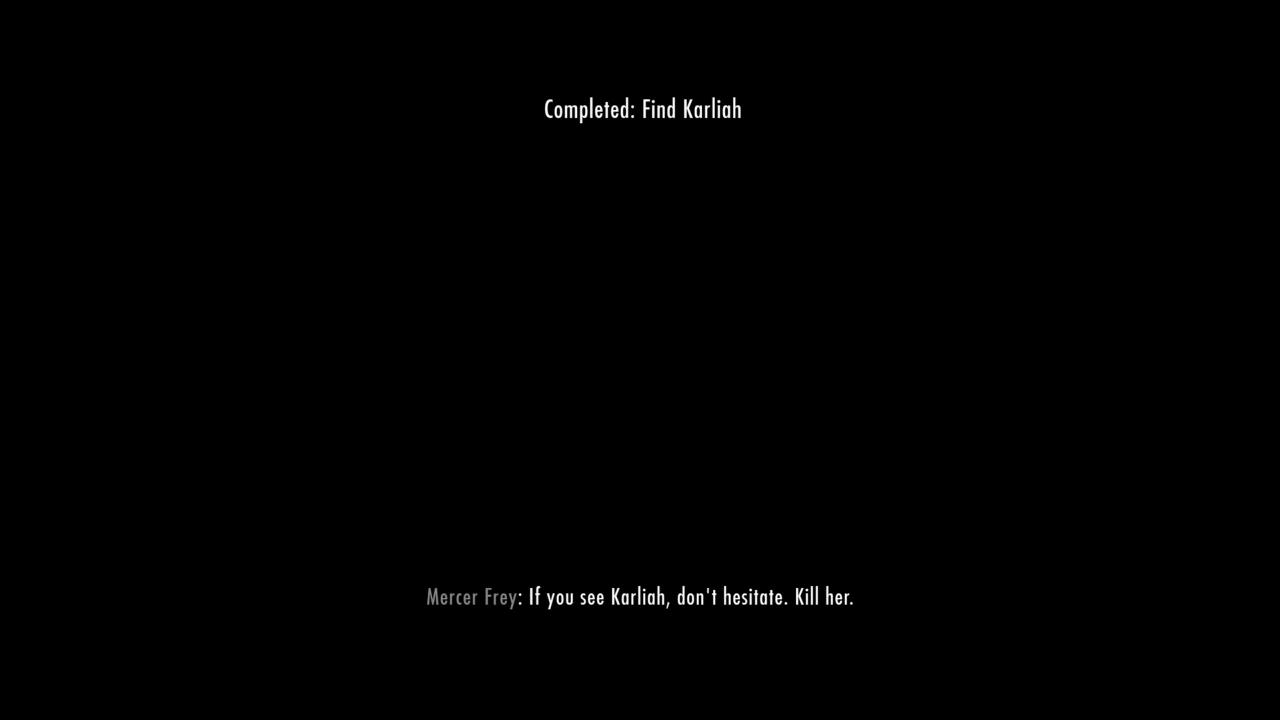 Completed: Find Karliah
Mercer Frey: If you see Karliah, don't hesitate. Kill her.